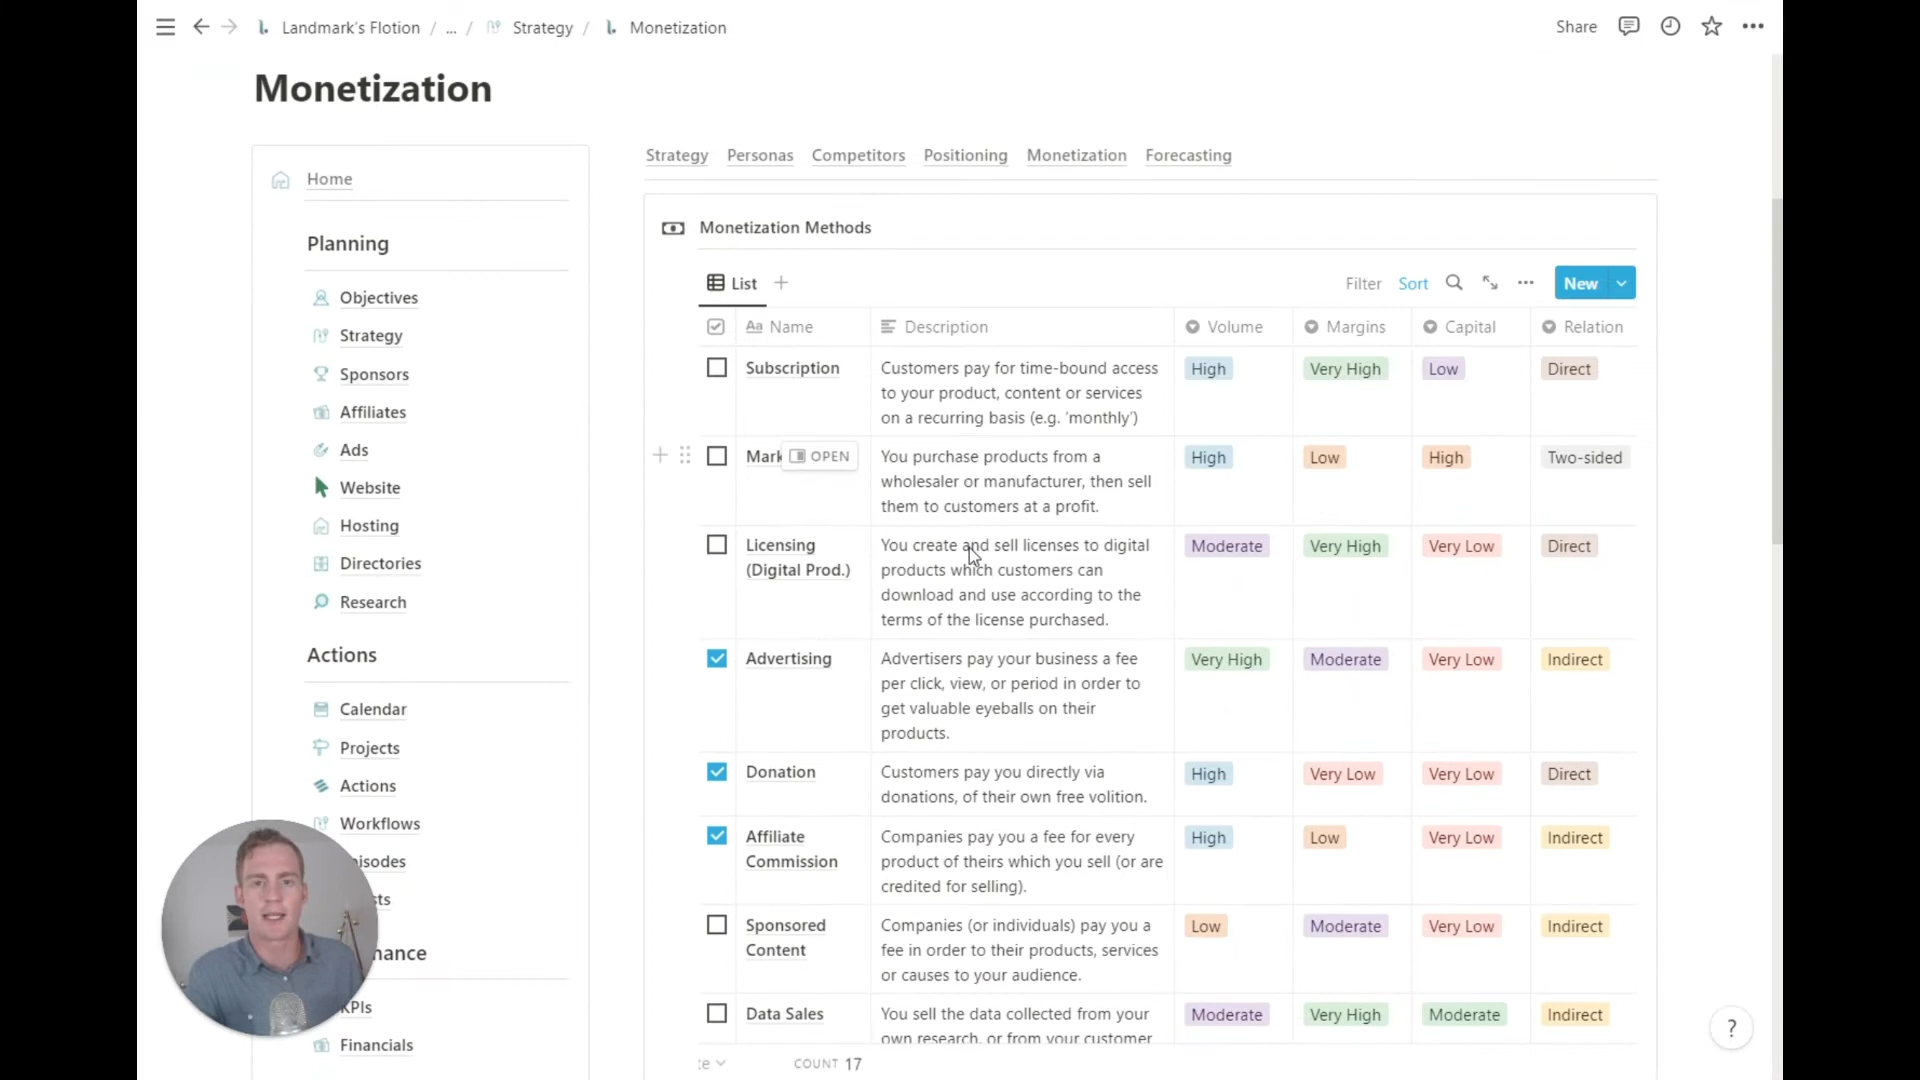 Landmark's Flotion / ... / Strategy / Monetization
Share
Monetization
Home
Planning
Objectives
Strategy
Sponsors
Affiliates
Ads
Website
Hosting
Directories
Research
Actions
Calendar
Projects
Actions
Workflows
isodes
sts
nance
KPIs
Financials
Strategy Personas Competitors Positioning Monetization Forecasting
Monetization Methods
List
Filter Sort New
Aa Name Description Volume Margins Capital Relation
Subscription
Customers pay for time-bound access
to your product, content or services
on a recurring basis (e.g. 'monthly')
High Very High Low Direct
Mark OPEN
You purchase products from a
wholesaler or manufacturer, then sell
them to customers at a profit.
High Low High Two-sided
Licensing
(Digital Prod.)
You create and sell licenses to digital
products which customers can
download and use according to the
terms of the license purchased.
Moderate Very High Very Low Direct
Advertising
Advertisers pay your business a fee
per click, view, or period in order to
get valuable eyeballs on their
products.
Very High Moderate Very Low Indirect
Donation
Customers pay you directly via
donations, of their own free volition.
High Very Low Very Low Direct
Affiliate
Commission
Companies pay you a fee for every
product of theirs which you sell (or are
credited for selling).
High Low Very Low Indirect
Sponsored
Content
Companies (or individuals) pay you a
fee in order to their products, services
or causes to your audience.
Low Moderate Very Low Indirect
Data Sales
You sell the data collected from your
own research, or from your customer
Moderate Very High Moderate Indirect
COUNT 17
?